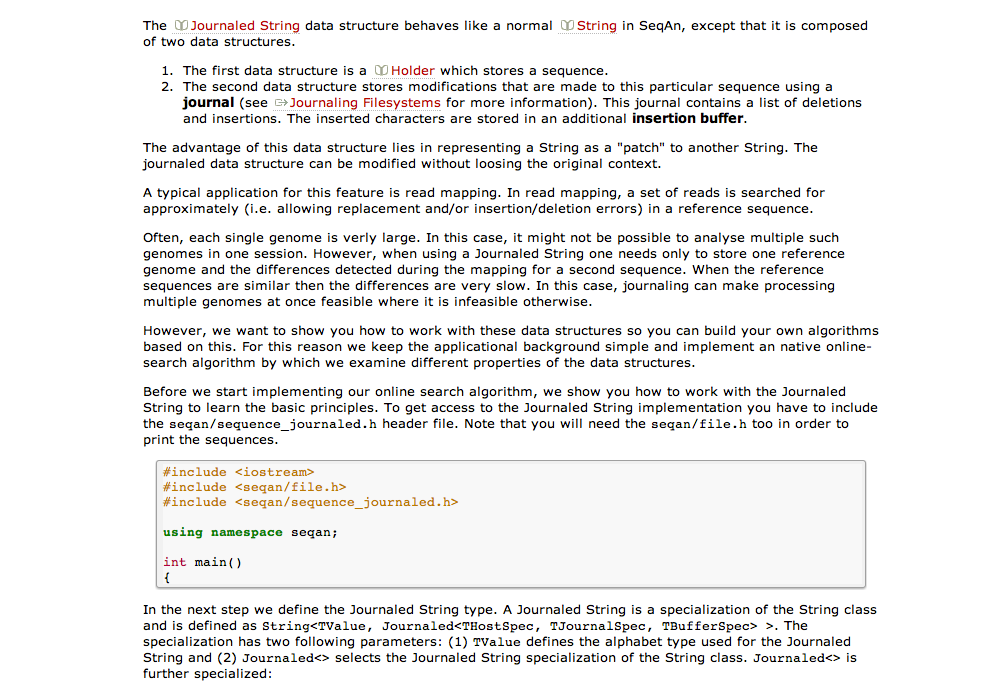 The Journaled String data structure behaves like a normal String in SeqAn, except that it is composed
of two data structures.
1. The first data structure is a Holder which stores a sequence.
2. The second data structure stores modifications that are made to this particular sequence using a
journal (see Journaling Filesystems for more information). This journal contains a list of deletions
and insertions. The inserted characters are stored in an additional insertion buffer.
The advantage of this data structure lies in representing a String as a "patch" to another String. The
journaled data structure can be modified without loosing the original context.
A typical application for this feature is read mapping. In read mapping, a set of reads is searched for
approximately (i.e. allowing replacement and/or insertion/deletion errors) in a reference sequence.
Often, each single genome is verly large. In this case, it might not be possible to analyse multiple such
genomes in one session. However, when using a Journaled String one needs only to store one reference
genome and the differences detected during the mapping for a second sequence. When the reference
sequences are similar then the differences are very slow. In this case, journaling can make processing
multiple genomes at once feasible where it is infeasible otherwise.
However, we want to show you how to work with these data structures so you can build your own algorithms
based on this. For this reason we keep the applicational background simple and implement an native online-
search algorithm by which we examine different properties of the data structures.
Before we start implementing our online search algorithm, we show you how to work with the Journaled
String to learn the basic principles. To get access to the Journaled String implementation you have to include
the seqan/sequence_journaled.h header file. Note that you will need the seqan/file.h too in order to
print the sequences.
#include <iostream>
#include <seqan/file.h>
#include <seqan/sequence_journaled.h>
using namespace seqan;
int main()
{
In the next step we define the Journaled String type. A Journaled String is a specialization of the String class
and is defined as String<TValue, Journaled<THostSpec, TJournalSpec, TBufferSpec> >. The
specialization has two following parameters: (1) TValue defines the alphabet type used for the Journaled
String and (2) Journaled<> selects the Journaled String specialization of the String class. Journaled<> is
further specialized: